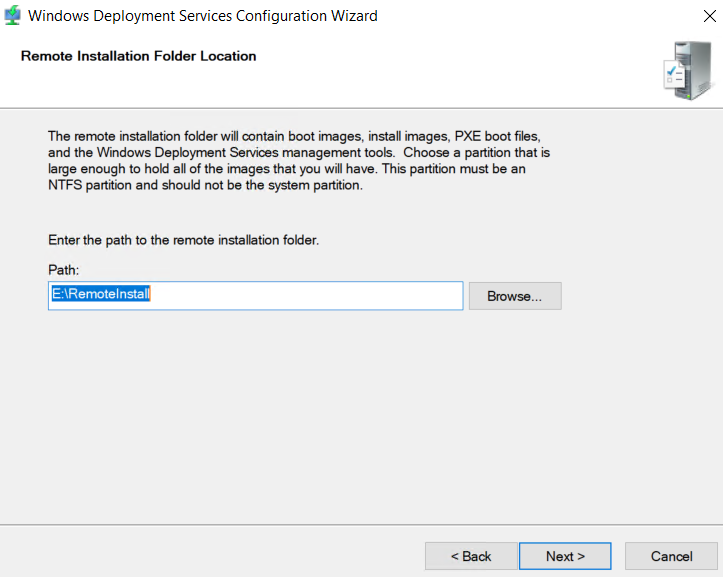 Windows Deployment Services Configuration Wizard
Remote Installation Folder Location
The remote installation folder will contain boot images, install images, PXE boot files,
and the Windows Deployment Services management tools.  Choose a partition that is
large enough to hold all of the images that you will have. This partition must be an
NTFS partition and should not be the system partition.
Enter the path to the remote installation folder.
Path:
E:\RemoteInstall
Browse...
< Back
Next >
Cancel